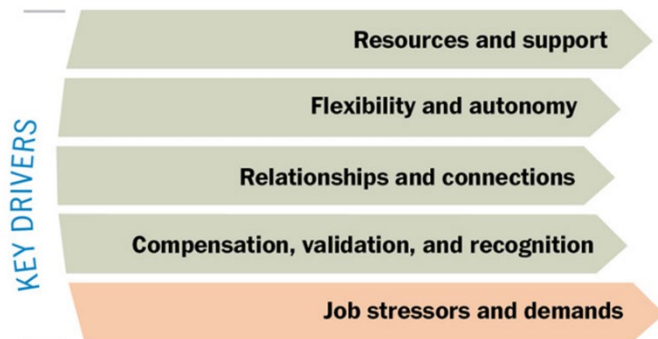 KEY DRIVERS
Resources and support
Flexibility and autonomy
Relationships and connections
Compensation, validation, and recognition
Job stressors and demands